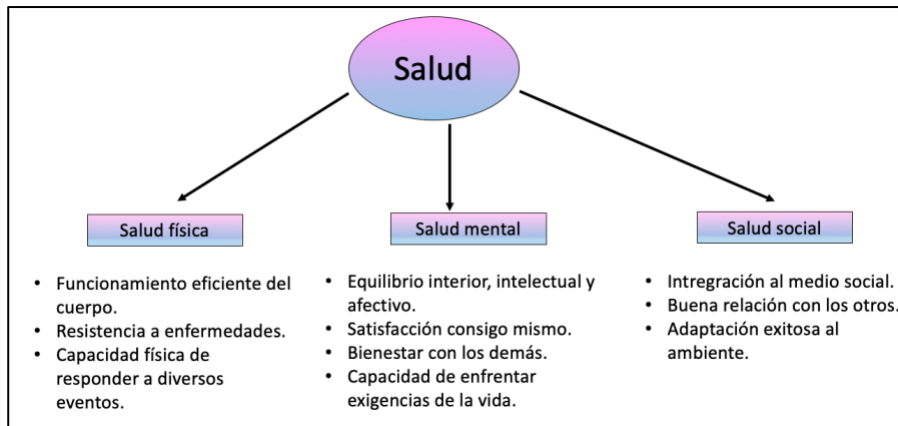 Salud
Salud física
• Funcionamiento eficiente del
cuerpo.
• Resistencia a enfermedades.
• Capacidad física de
responder a diversos
eventos.
Salud mental
• Equilibrio interior, intelectual y
afectivo.
• Satisfacción consigo mismo.
• Bienestar con los demás.
• Capacidad de enfrentar
exigencias de la vida.
Salud social
• Intregración al medio social.
• Buena relación con los otros.
• Adaptación exitosa al
ambiente.